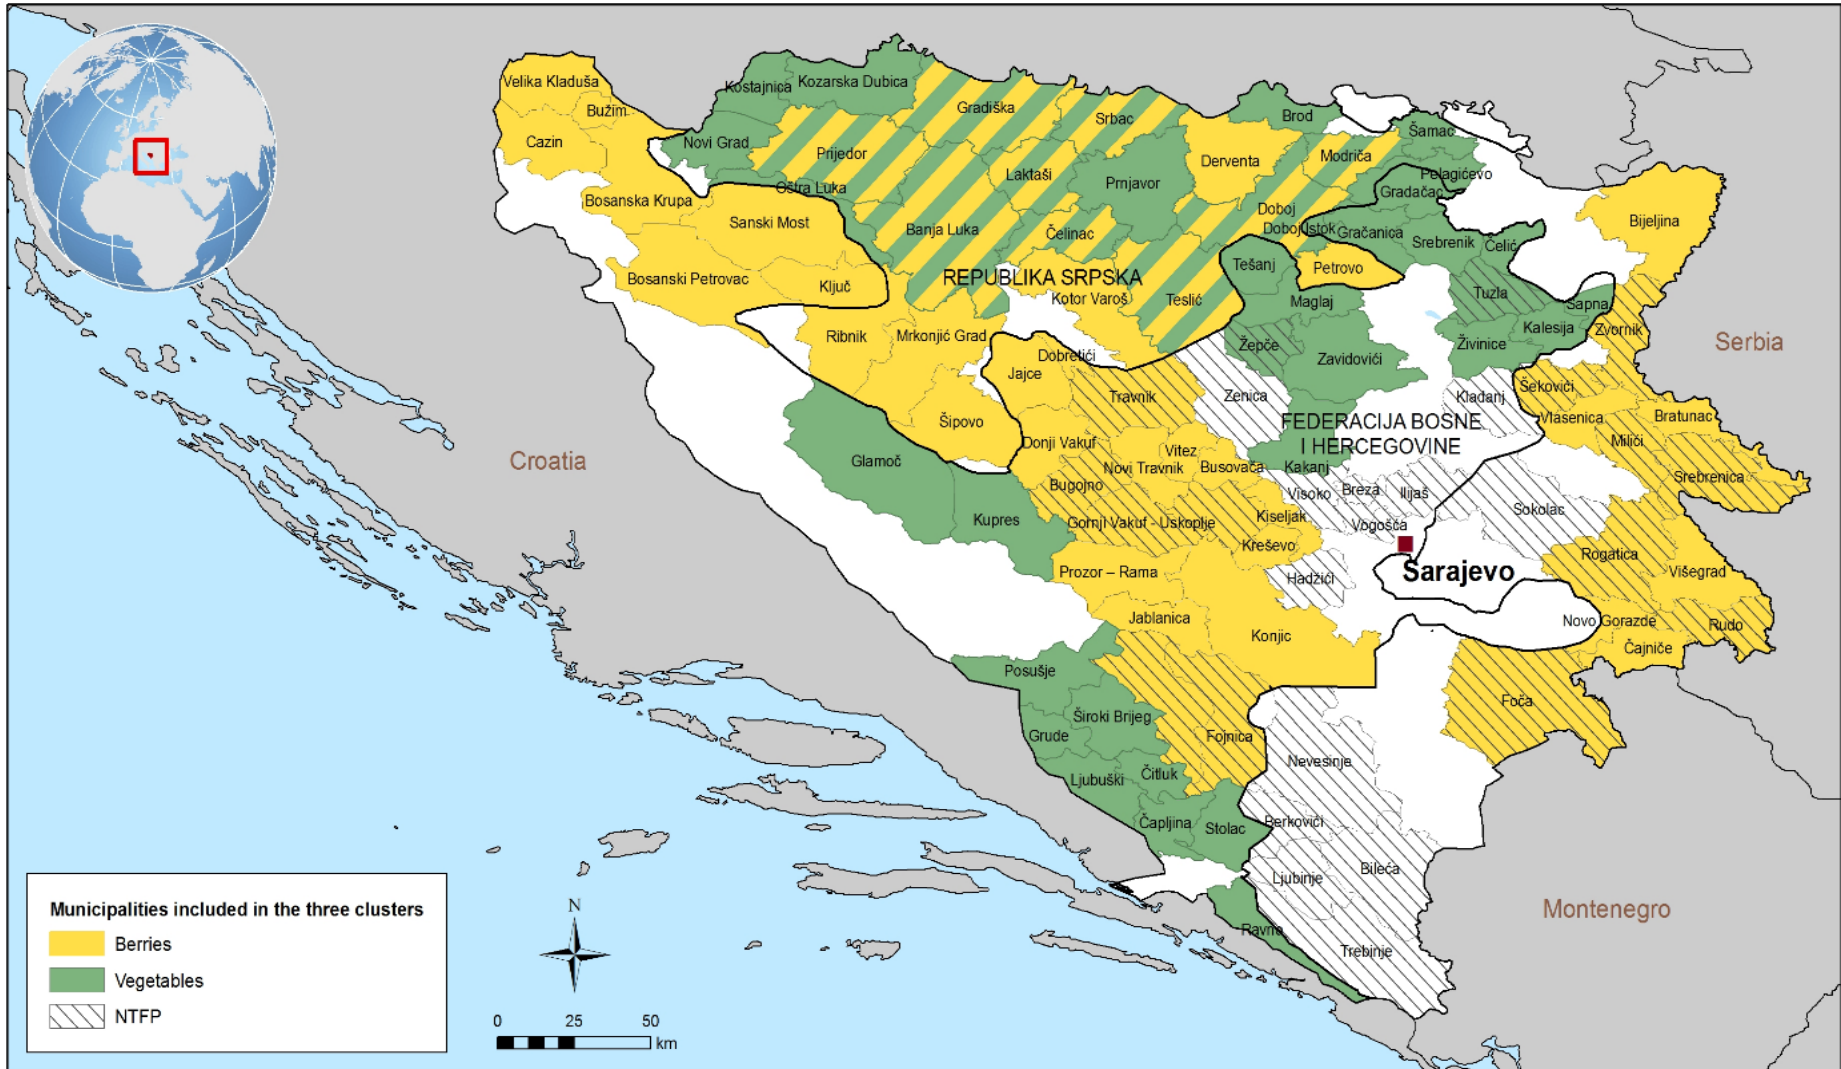 Velika Kladuša
Bužim
Cazin
Bosanska Krupa
Sanski Most
Bosanski Petrovac
Ključ
Kostajnica
Kozarska Dubica
Novi Grad
Prijedor
Oštra Luka
Gradiška
Srbac
Laktaši
Prnjavor
Banja Luka
Čelinac
Derventa
Brod
Modriča
Šamac
Pelagićevo
Gradačac
Doboj
Doboj Istok
Gračanica
Srebrenik
Čelić
Bijeljina
REPUBLIKA SRPSKA
Kotor Varoš
Teslić
Tešanj
Petrovo
Maglaj
Tuzla
Sapna
Kalesija
Živinice
Zvornik
Serbia
Ribnik
Mrkonjić Grad
Dobretići
Jajce
Šipovo
Žepče
Zavidovići
Travnik
Zenica
Kladanj
Šekovići
Vlasenica
Bratunac
Milići
Srebrenica
FEDERACIJA BOSNE
I HERCEGOVINE
Croatia
Glamoč
Kupres
Donji Vakuf
Vitez
Novi Travnik
Busovača
Bugojno
Gornji Vakuf - Uskoplje
Kiseljak
Kreševo
Kakanj
Visoko
Breza
Ilijaš
Vogošća
Sokolac
Sarajevo
Hadžići
Rogatica
Višegrad
Prozor – Rama
Jablanica
Konjic
Novo Gorazde
Rudo
Čajniče
Foča
Posušje
Široki Brijeg
Grude
Fojnica
Ljubuški
Čitluk
Čapljina
Stolac
Nevesinje
Berkovići
Ljubinje
Bileća
Ravno
Trebinje
Montenegro
Municipalities included in the three clusters
Berries
Vegetables
NTFP
N
0 25 50
km